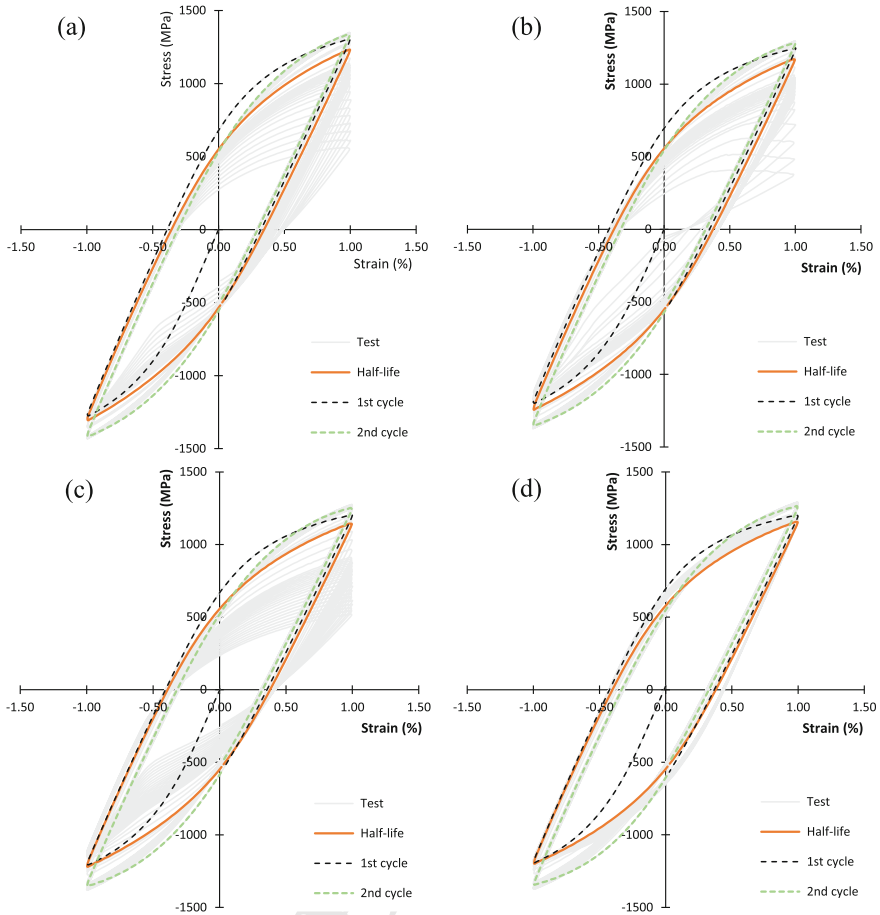 (a)
Stress (MPa)
1500
1000
500
0
-500
-1000
-1500
-1.50 -1.00 -0.50 0.00 0.50 1.00 1.50
Strain (%)
Test
Half-life
1st cycle
2nd cycle
(b)
Stress (MPa)
1500
1000
500
0
-500
-1000
-1500
-1.50 -1.00 -0.50 0.00 0.50 1.00 1.50
Strain (%)
Test
Half-life
1st cycle
2nd cycle
(c)
Stress (MPa)
1500
1000
500
0
-500
-1000
-1500
-1.50 -1.00 -0.50 0.00 0.50 1.00 1.50
Strain (%)
Test
Half-life
1st cycle
2nd cycle
(d)
Stress (MPa)
1500
1000
500
0
-500
-1000
-1500
-1.50 -1.00 -0.50 0.00 0.50 1.00 1.50
Strain (%)
Test
Half-life
1st cycle
2nd cycle